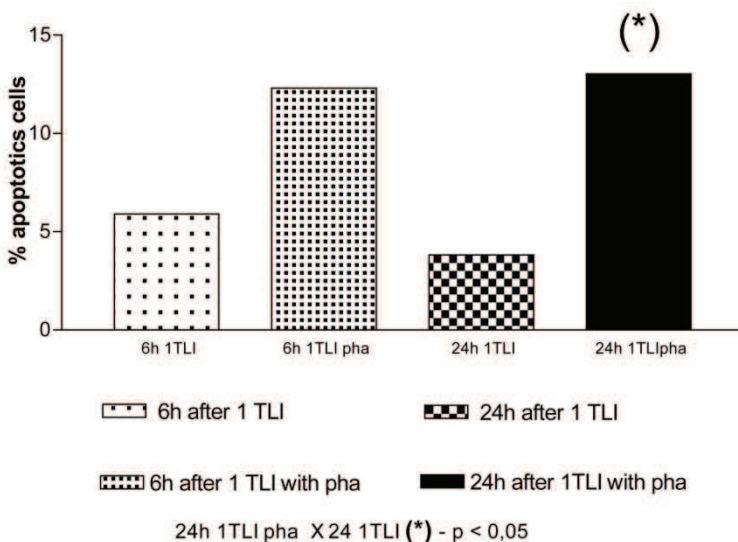 (*)
15
10
5
0
% apoptotics cells
6h 1TLI 6h 1TLI pha 24h 1TLI 24h 1TLIpha
6h after 1 TLI 24h after 1 TLI
6h after 1 TLI with pha 24h after 1TLI with pha
24h 1TLI pha X 24 1TLI (*) - p < 0,05